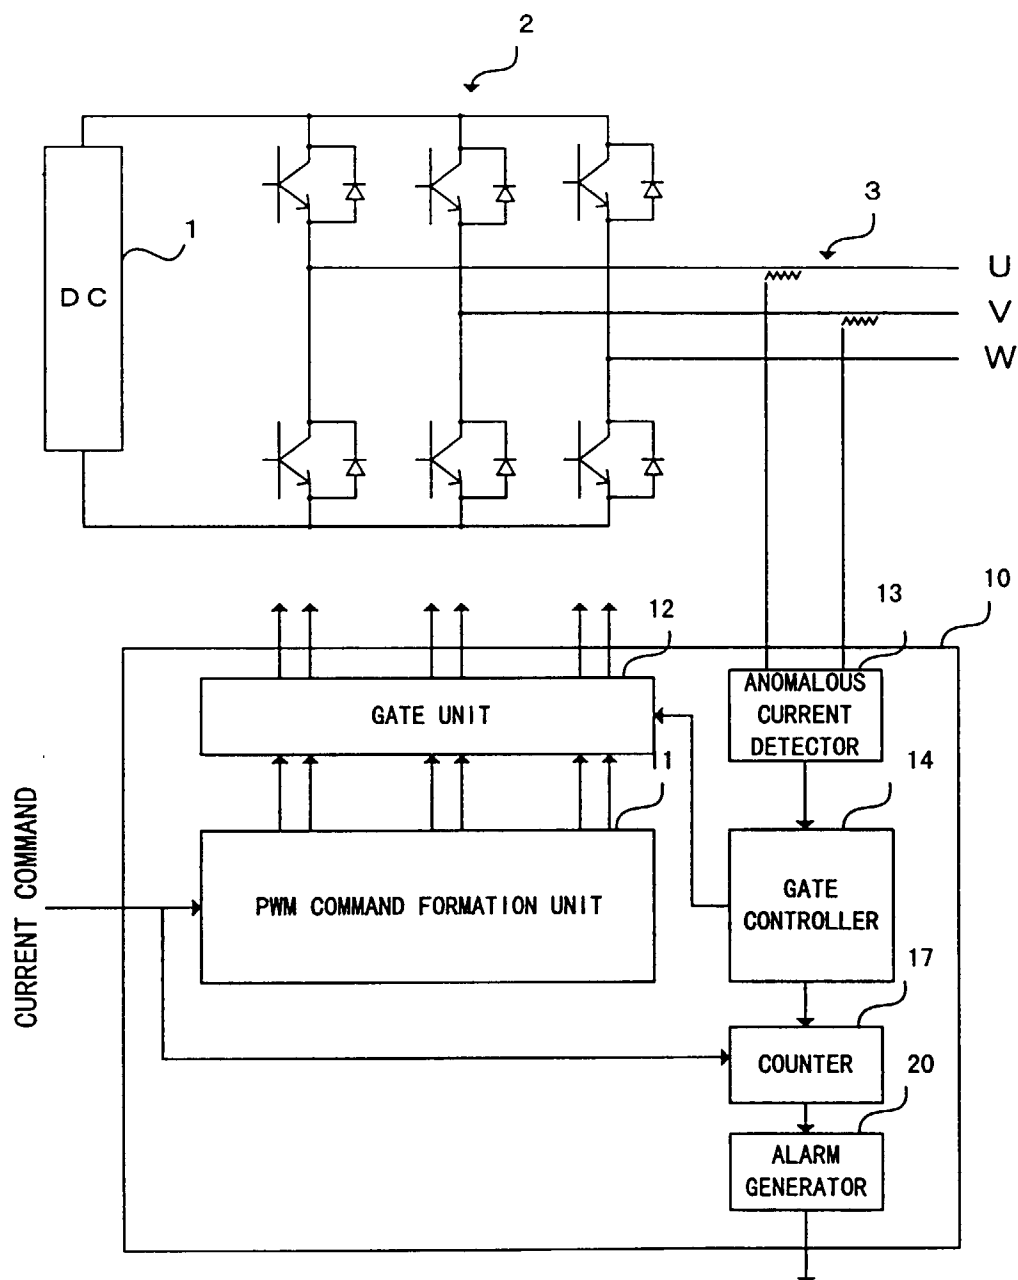 2
1
3
DC
U
V
W
10
12
13
ANOMALOUS
CURRENT
DETECTOR
GATE UNIT
11
14
CURRENT COMMAND
PWM COMMAND FORMATION UNIT
GATE
CONTROLLER
17
COUNTER
20
ALARM
GENERATOR